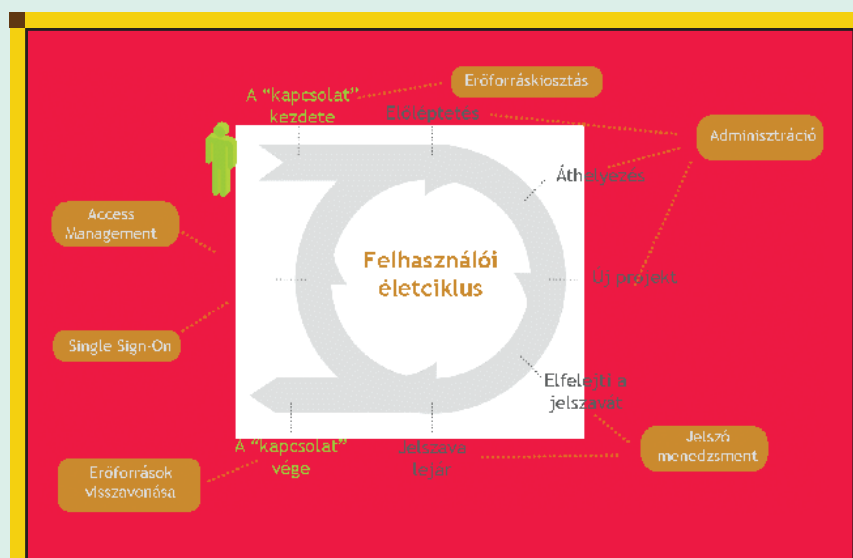 Erőforráskiosztás
A “kapcsolat”
kezdete
Előléptetés
Adminisztráció
Áthelyezés
Access
Management
Felhasználói
életciklus
Új projekt
Single Sign-On
Elfelejti a
jelszavát
A “kapcsolat”
vége
Jelszava
lejár
Jelszó
menedzsment
Erőforrások
visszavonása